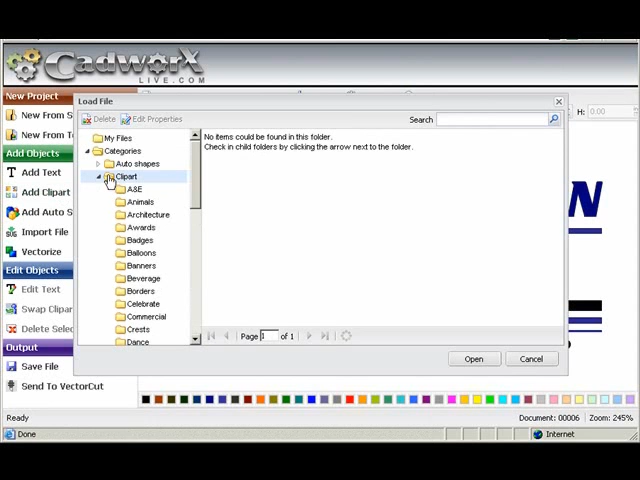 CadworX
LIVE.COM
New Project
New From S
New From T
Add Objects
Add Text
Add Clipart
Add Auto S
Import File
Vectorize
Edit Objects
Edit Text
Swap Clipar
Delete Selec
Output
Save File
Send To VectorCut
Load File
Delete Edit Properties Search
My Files
Categories
Auto shapes
Clipart
A&E
Animals
Architecture
Awards
Badges
Balloons
Banners
Beverage
Borders
Celebrate
Commercial
Crests
Dance
No items could be found in this folder.
Check in child folders by clicking the arrow next to the folder.
Page 1 of 1
Open Cancel
H: 0.00
W
Ready Document: 00006 Zoom: 245%
Done Internet